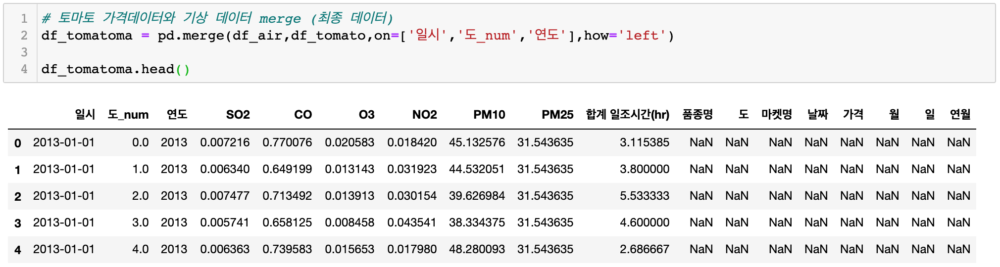 1 # 토마토 가격데이터와 기상 데이터 merge (최종 데이터)
2 df_tomatoma = pd.merge(df_air,df_tomato,on=['일시','도_num','연도'],how='left')
3
4 df_tomatoma.head()
일시 도_num 연도 SO2 CO O3 NO2 PM10 PM25 합계 일조시간(hr) 품종명 도 마켓명 날짜 가격 월 일 연월
0 2013-01-01 0.0 2013 0.007216 0.770076 0.020583 0.018420 45.132576 31.543635 3.115385 NaN NaN NaN NaN NaN NaN NaN NaN
1 2013-01-01 1.0 2013 0.006340 0.649199 0.013143 0.031923 44.532051 31.543635 3.800000 NaN NaN NaN NaN NaN NaN NaN NaN
2 2013-01-01 2.0 2013 0.007477 0.713492 0.013913 0.030154 39.626984 31.543635 5.533333 NaN NaN NaN NaN NaN NaN NaN NaN
3 2013-01-01 3.0 2013 0.005741 0.658125 0.008458 0.043541 38.334375 31.543635 4.600000 NaN NaN NaN NaN NaN NaN NaN NaN
4 2013-01-01 4.0 2013 0.006363 0.739583 0.015653 0.017980 48.280093 31.543635 2.686667 NaN NaN NaN NaN NaN NaN NaN NaN